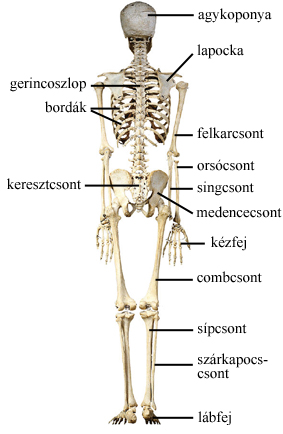 agykoponya
lapocka
gerincoszlop
bordák
felkarcsont
orsócsont
keresztcsont
singcsont
medencecsont
kézfej
combcsont
sípcsont
szárkapocs-
csont
lábfej